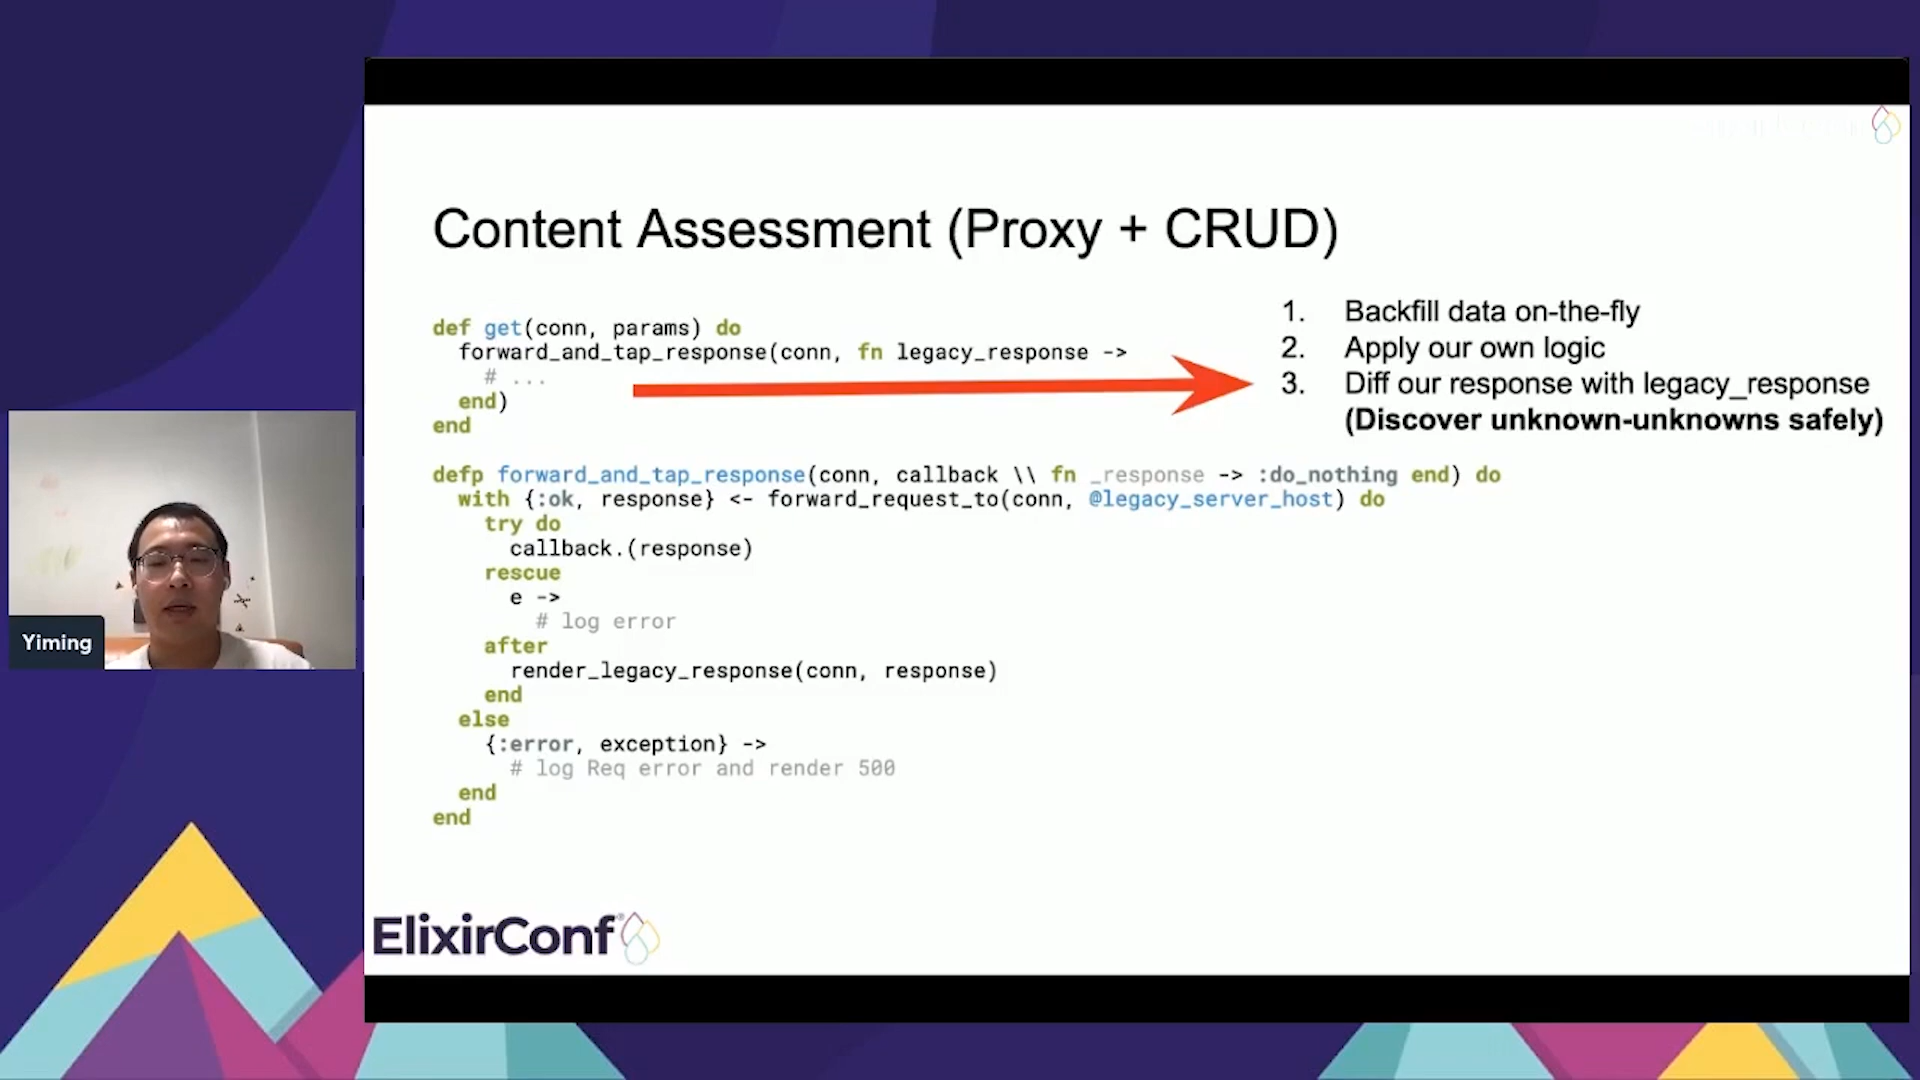 Content Assessment (Proxy + CRUD)
def get(conn, params) do
forward_and_tap_response(conn, fn legacy_response ->
# ...
end)
end
1. Backfill data on-the-fly
2. Apply our own logic
3. Diff our response with legacy_response
(Discover unknown-unknowns safely)
defp forward_and_tap_response(conn, callback \\ fn _response -> :do_nothing end) do
with {:ok, response} <- forward_request_to(conn, @legacy_server_host) do
try do
callback.(response)
rescue
e ->
# log error
after
render_legacy_response(conn, response)
end
else
{:error, exception} ->
# log Req error and render 500
end
end
Yiming
ElixirConf®